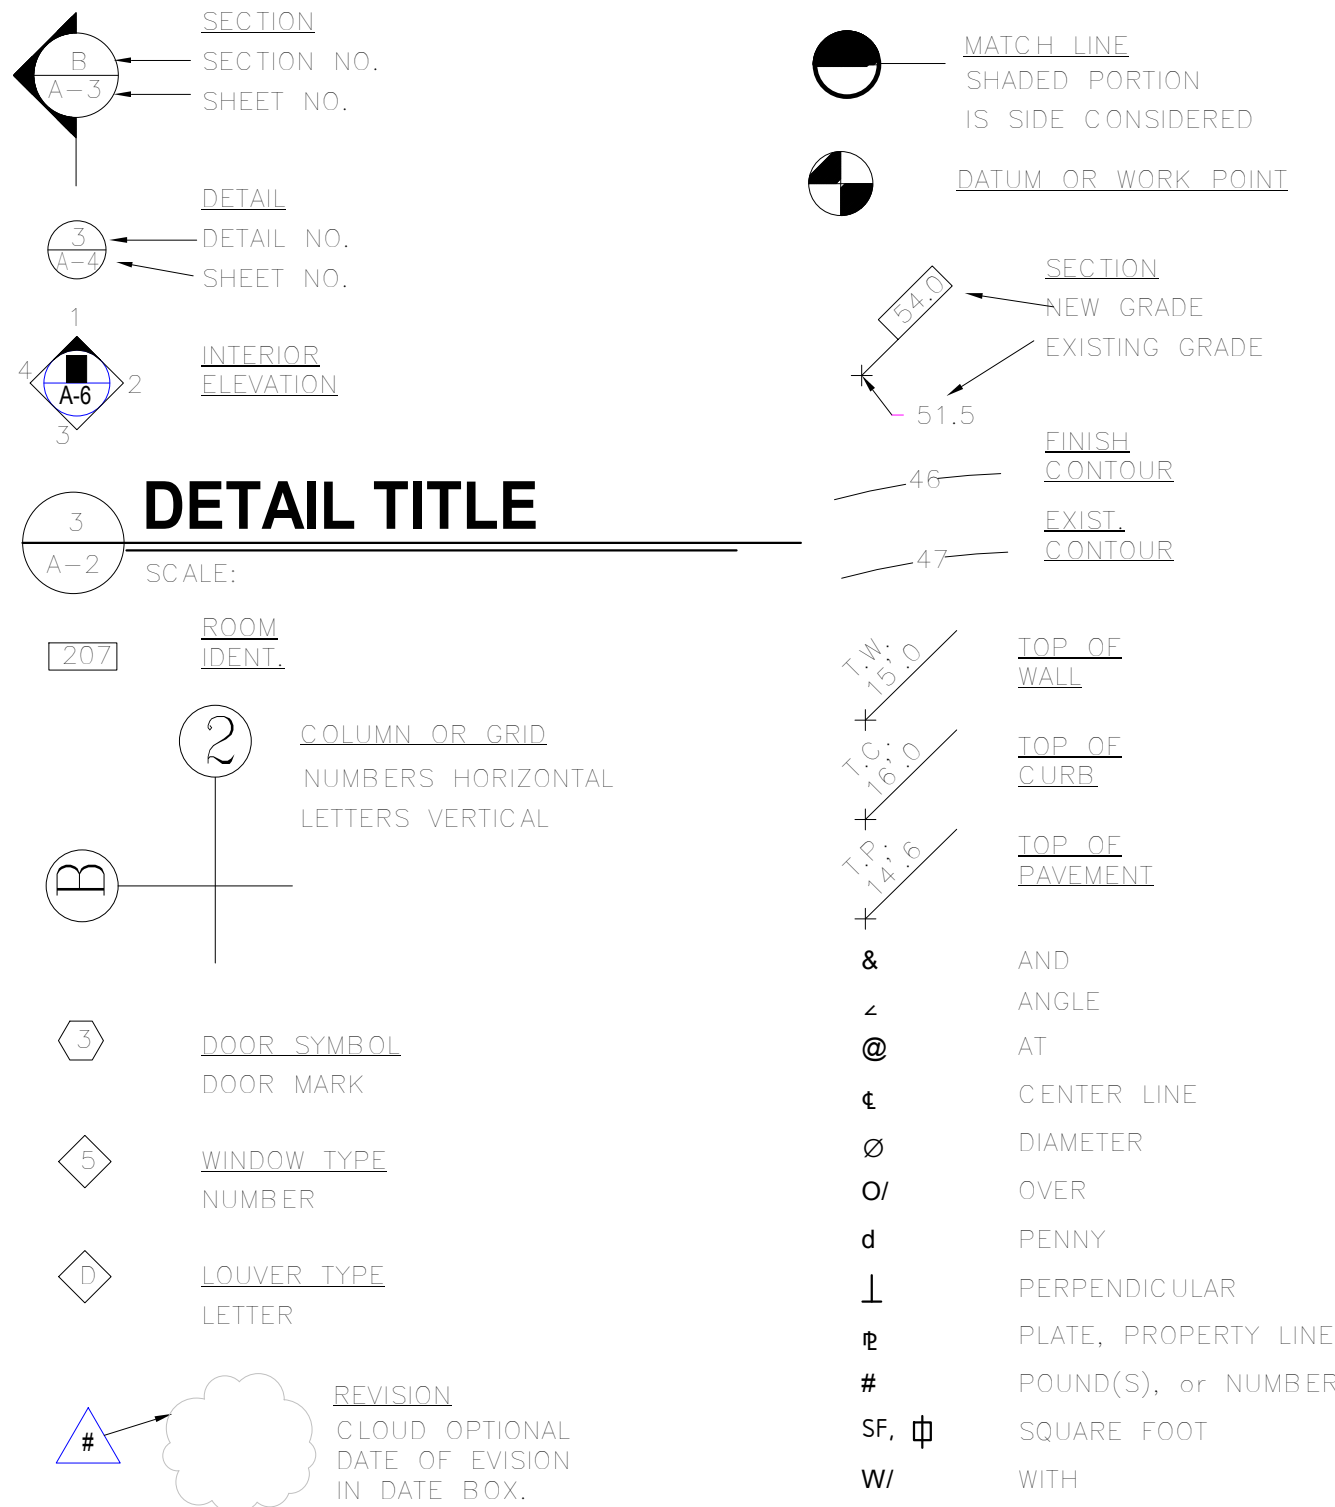 SECTION
B
SECTION NO.
A-3
SHEET NO.
DETAIL
3
DETAIL NO.
A-4
SHEET NO.
1
4
A-6
2
3
INTERIOR
ELEVATION
3
A-2
DETAIL TITLE
SCALE:
207
ROOM
IDENT.
2
B
COLUMN OR GRID
NUMBERS HORIZONTAL
LETTERS VERTICAL
3
DOOR SYMBOL
DOOR MARK
5
WINDOW TYPE
NUMBER
D
LOUVER TYPE
LETTER
#
REVISION
CLOUD OPTIONAL
DATE OF EVISION
IN DATE BOX.
MATCH LINE
SHADED PORTION
IS SIDE CONSIDERED
DATUM OR WORK POINT
54.0
SECTION
NEW GRADE
EXISTING GRADE
51.5
46
FINISH
CONTOUR
47
EXIST.
CONTOUR
T.W.
15.0
TOP OF
WALL
T.C.
16.0
TOP OF
CURB
T.P.
14.6
TOP OF
PAVEMENT
& AND
∠ ANGLE
@ AT
℄ CENTER LINE
Ø DIAMETER
O/ OVER
d PENNY
⊥ PERPENDICULAR
⅊ PLATE, PROPERTY LINE
# POUND(S), or NUMBER
SF, ⏍ SQUARE FOOT
W/ WITH